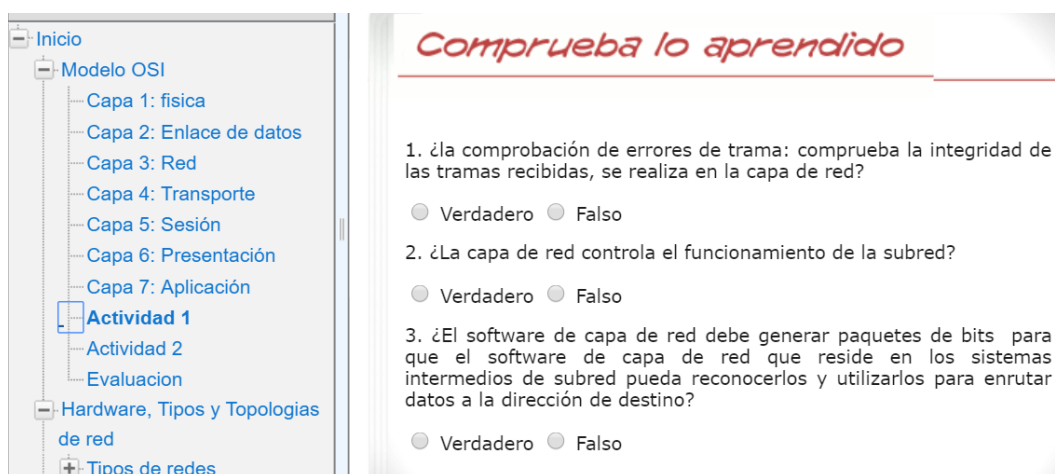 Inicio
Modelo OSI
Capa 1: fisica
Capa 2: Enlace de datos
Capa 3: Red
Capa 4: Transporte
Capa 5: Sesión
Capa 6: Presentación
Capa 7: Aplicación
Actividad 1
Actividad 2
Evaluacion
Hardware, Tipos y Topologias
de red
Tipos de redes
Comprueba lo aprendido
1. ¿la comprobación de errores de trama: comprueba la integridad de
las tramas recibidas, se realiza en la capa de red?
Verdadero Falso
2. ¿La capa de red controla el funcionamiento de la subred?
Verdadero Falso
3. ¿El software de capa de red debe generar paquetes de bits para
que el software de capa de red que reside en los sistemas
intermedios de subred pueda reconocerlos y utilizarlos para enrutar
datos a la dirección de destino?
Verdadero Falso